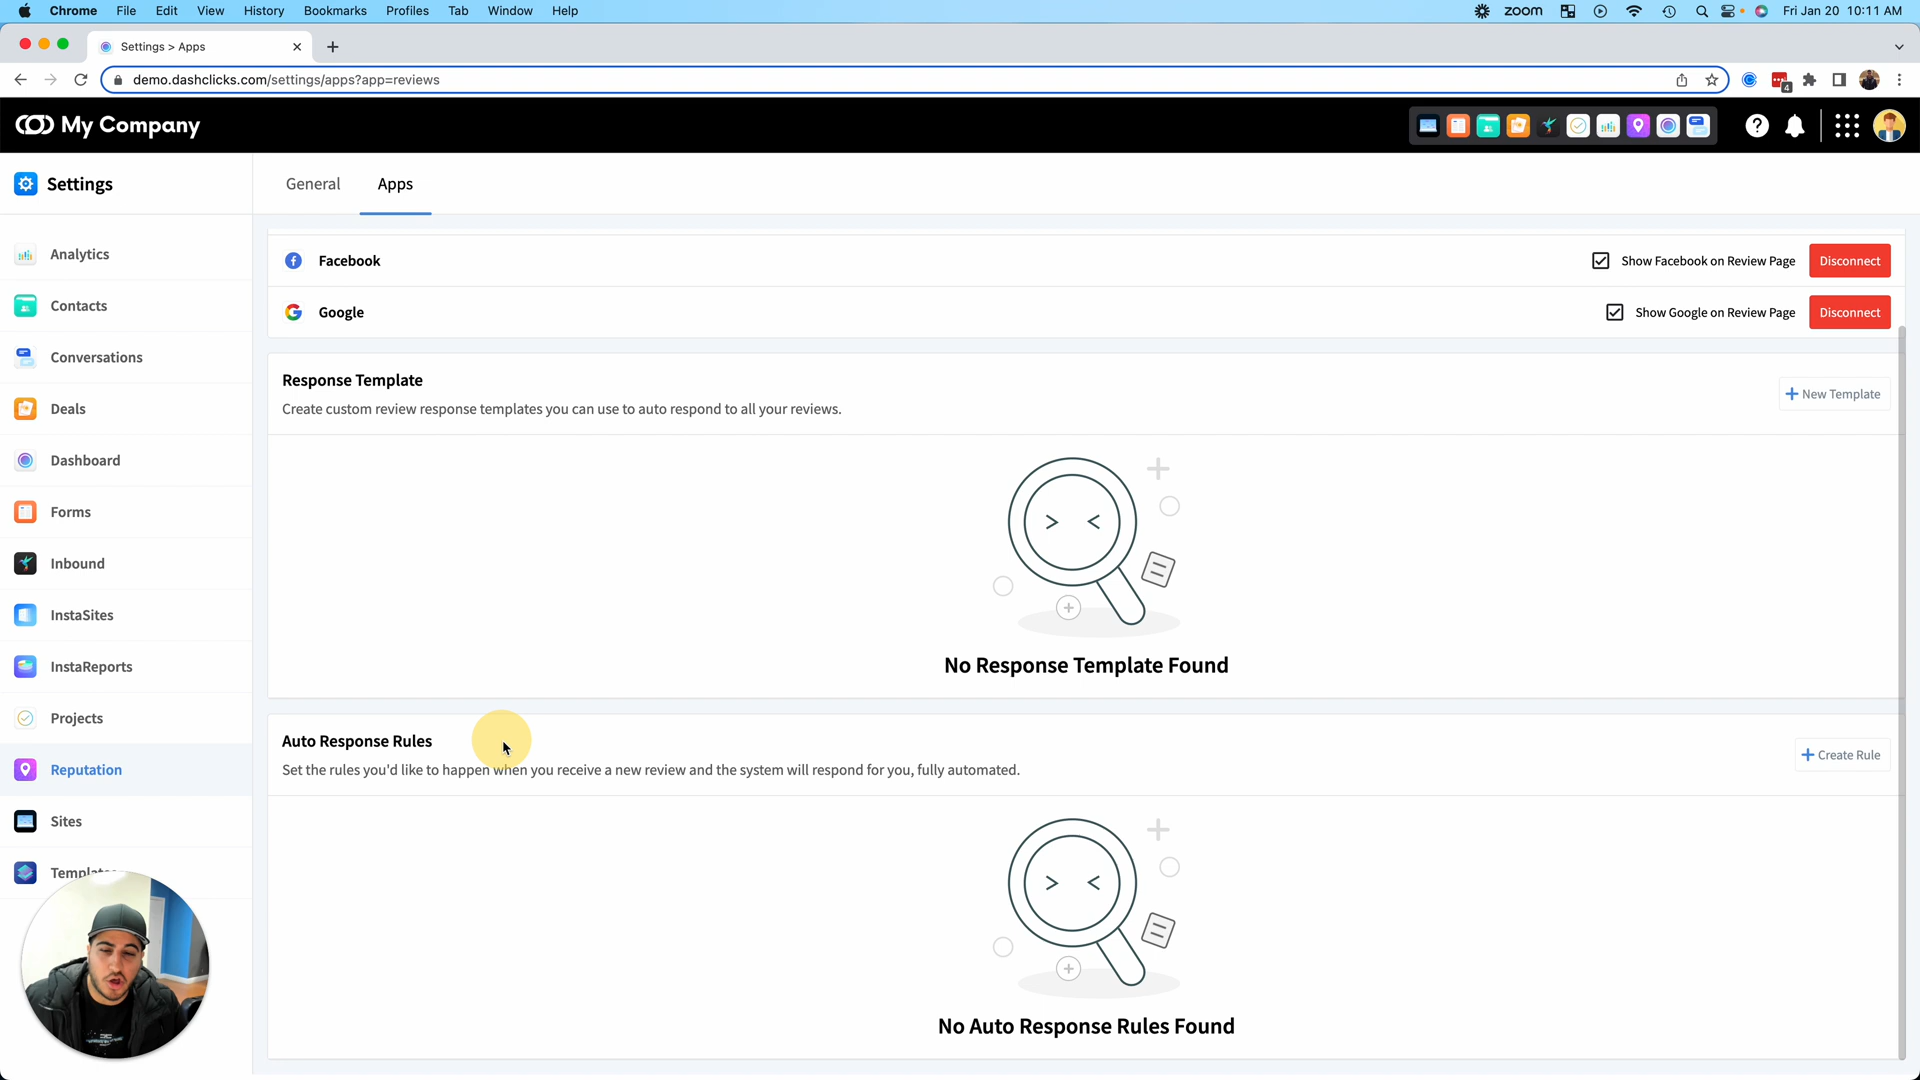 Chrome File Edit View History Bookmarks Profiles Tab Window Help zoom Fri Jan 20 10:11 AM
Settings > Apps
demo.dashclicks.com/settings/apps?app=reviews 4
My Company
Settings General Apps
Analytics
Contacts
Conversations
Deals
Dashboard
Forms
Inbound
InstaSites
InstaReports
Projects
Reputation
Sites
Facebook Show Facebook on Review Page Disconnect
Google Show Google on Review Page Disconnect
Response Template
Create custom review response templates you can use to auto respond to all your reviews.
New Template
No Response Template Found
Auto Response Rules
Set the rules you'd like to happen when you receive a new review and the system will respond for you, fully automated.
Create Rule
No Auto Response Rules Found